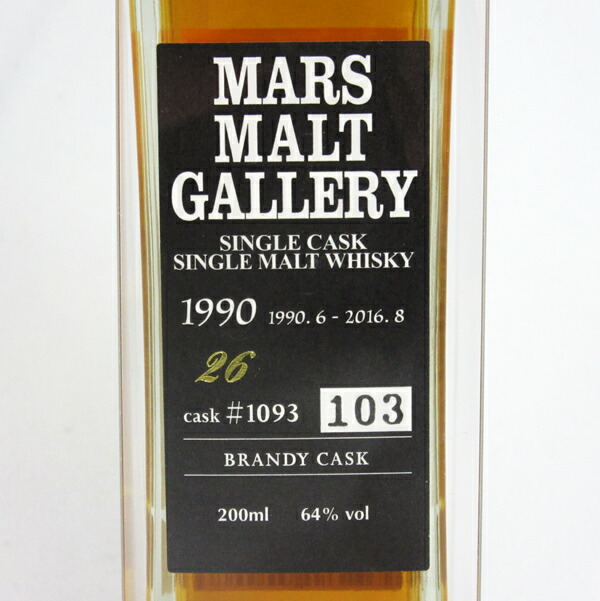 MARS
MALT
GALLERY
SINGLE CASK
SINGLE MALT WHISKY
1990 1990. 6 - 2016. 8
26
cask #1093 103
BRANDY CASK
200ml 64% vol